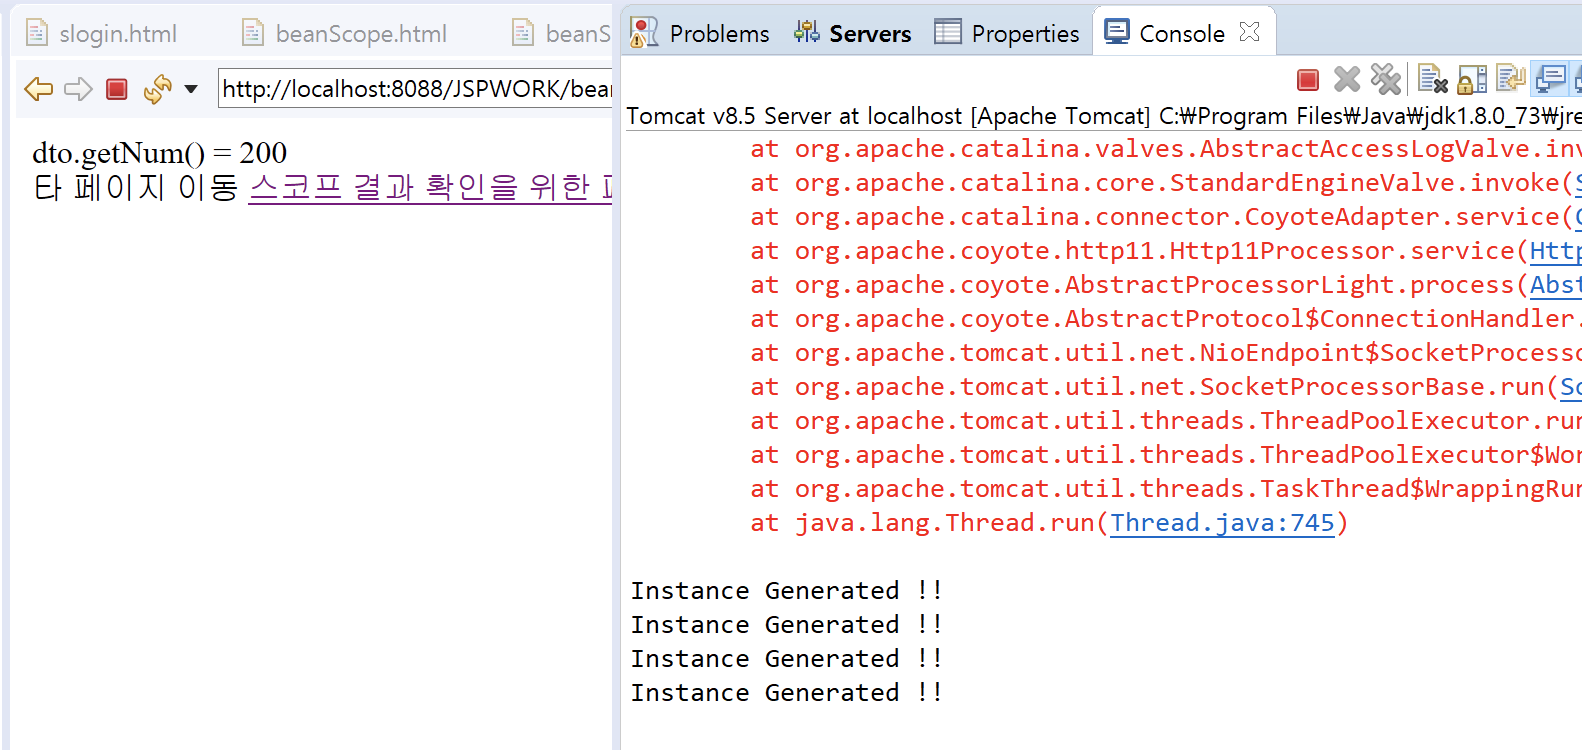 slogin.html
beanScope.html
beanS
http://localhost:8088/JSPWORK/bear
dto.getNum() = 200
타 페이지 이동 스코프 결과 확인을 위한
Problems
Servers
Properties
Console
Tomcat v8.5 Server at localhost [Apache Tomcat] C:₩Program Files₩Java₩jdk1.8.0_73₩jre
at org.apache.catalina.valves.AbstractAccessLogValve.inv
at org.apache.catalina.core.StandardEngineValve.invoke(S
at org.apache.catalina.connector.CoyoteAdapter.service(C
at org.apache.coyote.http11.Http11Processor.service(Http
at org.apache.coyote.AbstractProcessorLight.process(Abst
at org.apache.coyote.AbstractProtocol$ConnectionHandler.
at org.apache.tomcat.util.net.NioEndpoint$SocketProcesso
at org.apache.tomcat.util.net.SocketProcessorBase.run(So
at org.apache.tomcat.util.threads.ThreadPoolExecutor.run
at org.apache.tomcat.util.threads.ThreadPoolExecutor$Wor
at org.apache.tomcat.util.threads.TaskThread$WrappingRun
at java.lang.Thread.run(Thread.java:745)
Instance Generated !!
Instance Generated !!
Instance Generated !!
Instance Generated !!